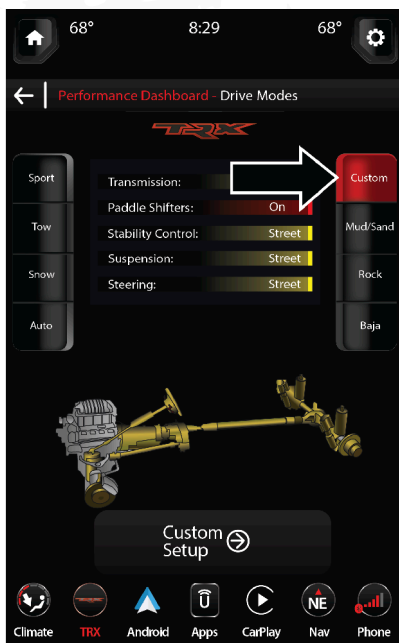 68° 8:29 68°
Performance Dashboard - Drive Modes
TRX
Sport
Tow
Snow
Auto
Transmission:
Paddle Shifters: On
Stability Control: Street
Suspension: Street
Steering: Street
Custom
Mud/Sand
Rock
Baja
Custom
Setup
NE
Climate TRX Android Apps CarPlay Nav Phone